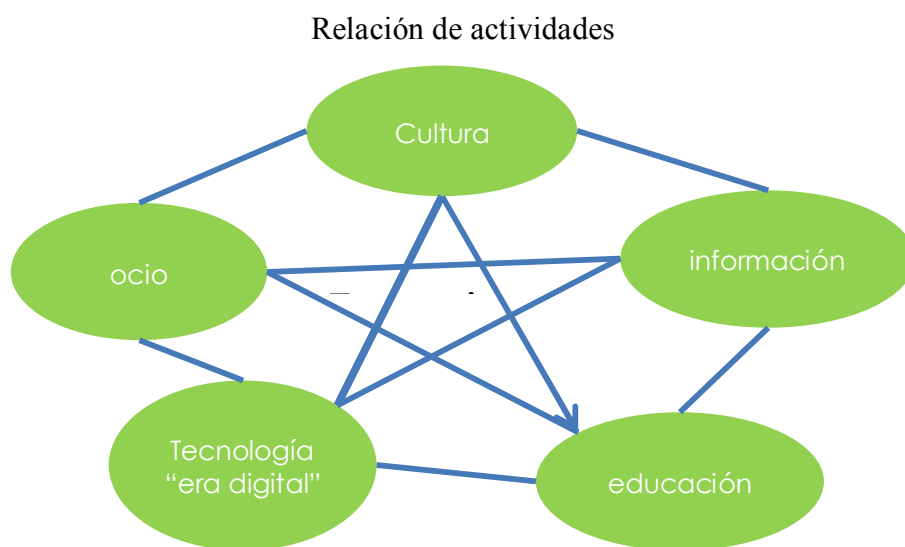 Relación de actividades
Cultura
ocio
información
Tecnología
“era digital”
educación